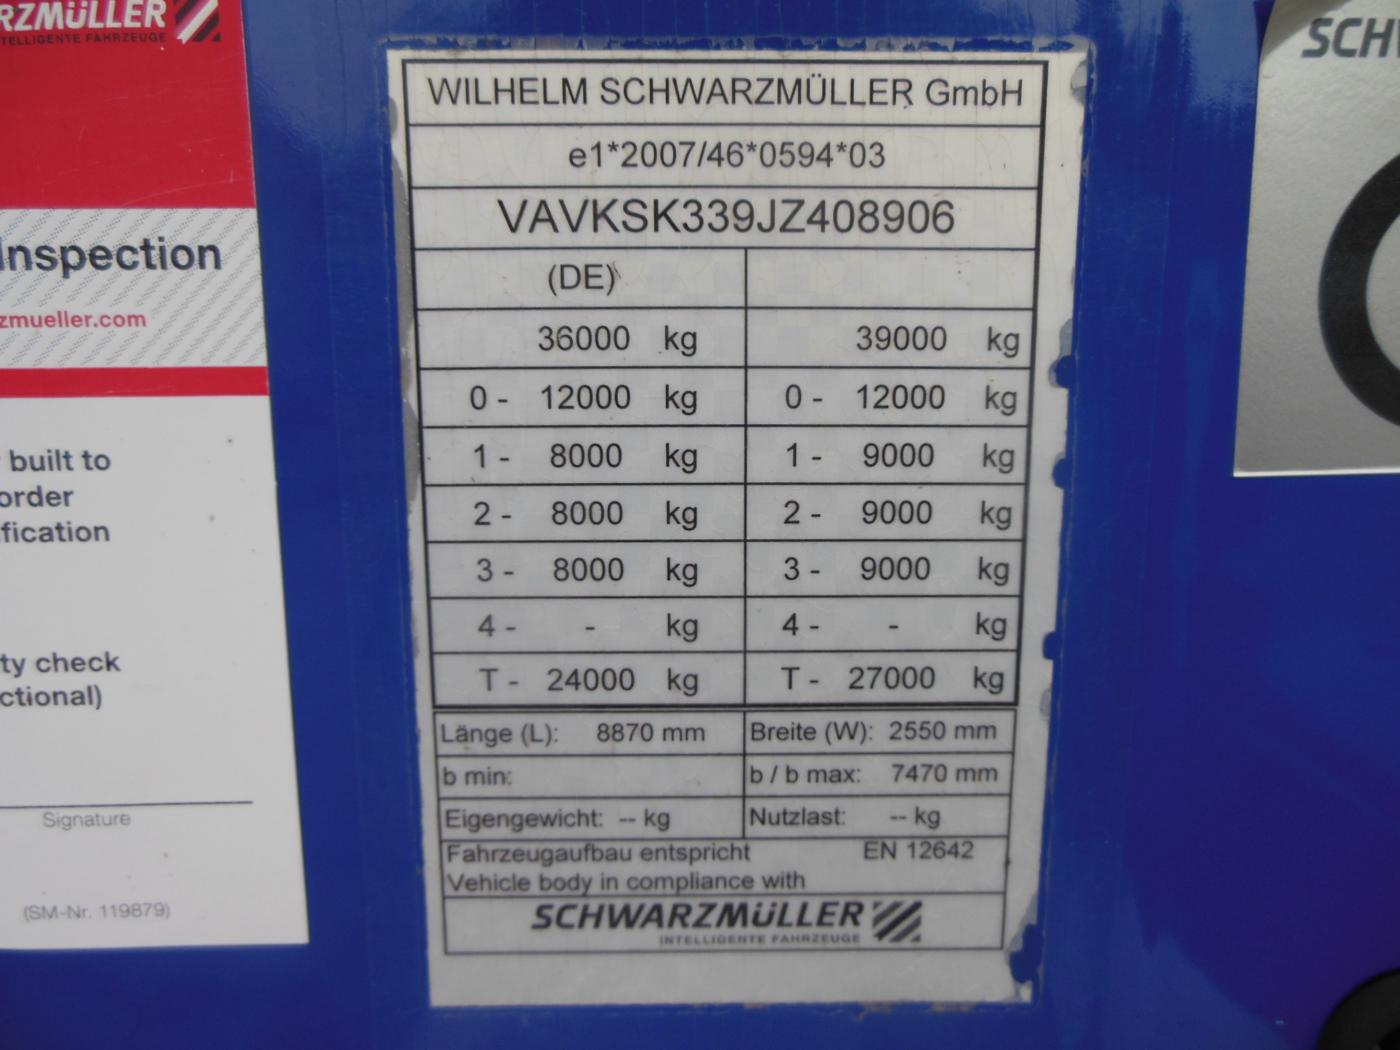 RZMÜLLER
INTELLIGENTE FAHRZEUGE
Inspection
zmueller.com
built to
order
fication
ty check
ctional)
Signature
(SM-Nr. 119879)
WILHELM SCHWARZMÜLLER GmbH
e1*2007/46*0594*03
VAVKSK339JZ408906
(DE)
36000 kg 39000 kg
0 - 12000 kg 0 - 12000 kg
1 - 8000 kg 1 - 9000 kg
2 - 8000 kg 2 - 9000 kg
3 - 8000 kg 3 - 9000 kg
4 - - kg 4 - - kg
T - 24000 kg T - 27000 kg
Länge (L): 8870 mm Breite (W): 2550 mm
b min: b / b max: 7470 mm
Eigengewicht: -- kg Nutzlast: -- kg
Fahrzeugaufbau entspricht EN 12642
Vehicle body in compliance with
SCHWARZMÜLLER
INTELLIGENTE FAHRZEUGE
SCHW